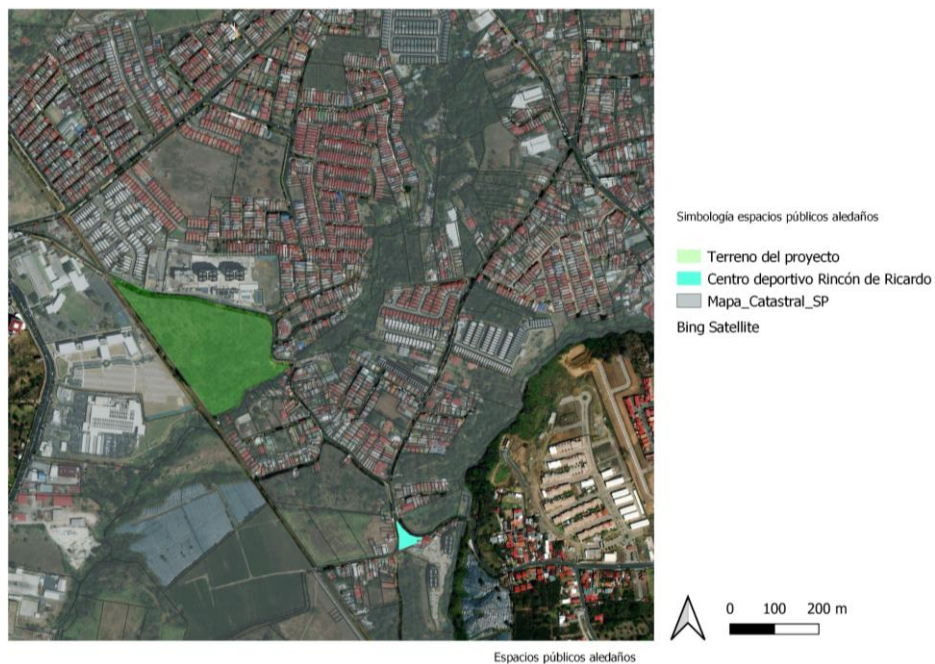 Simbología espacios públicos aledaños
Terreno del proyecto
Centro deportivo Rincón de Ricardo
Mapa_Catastral_SP
Bing Satellite
0 100 200 m
Espacios públicos aledaños